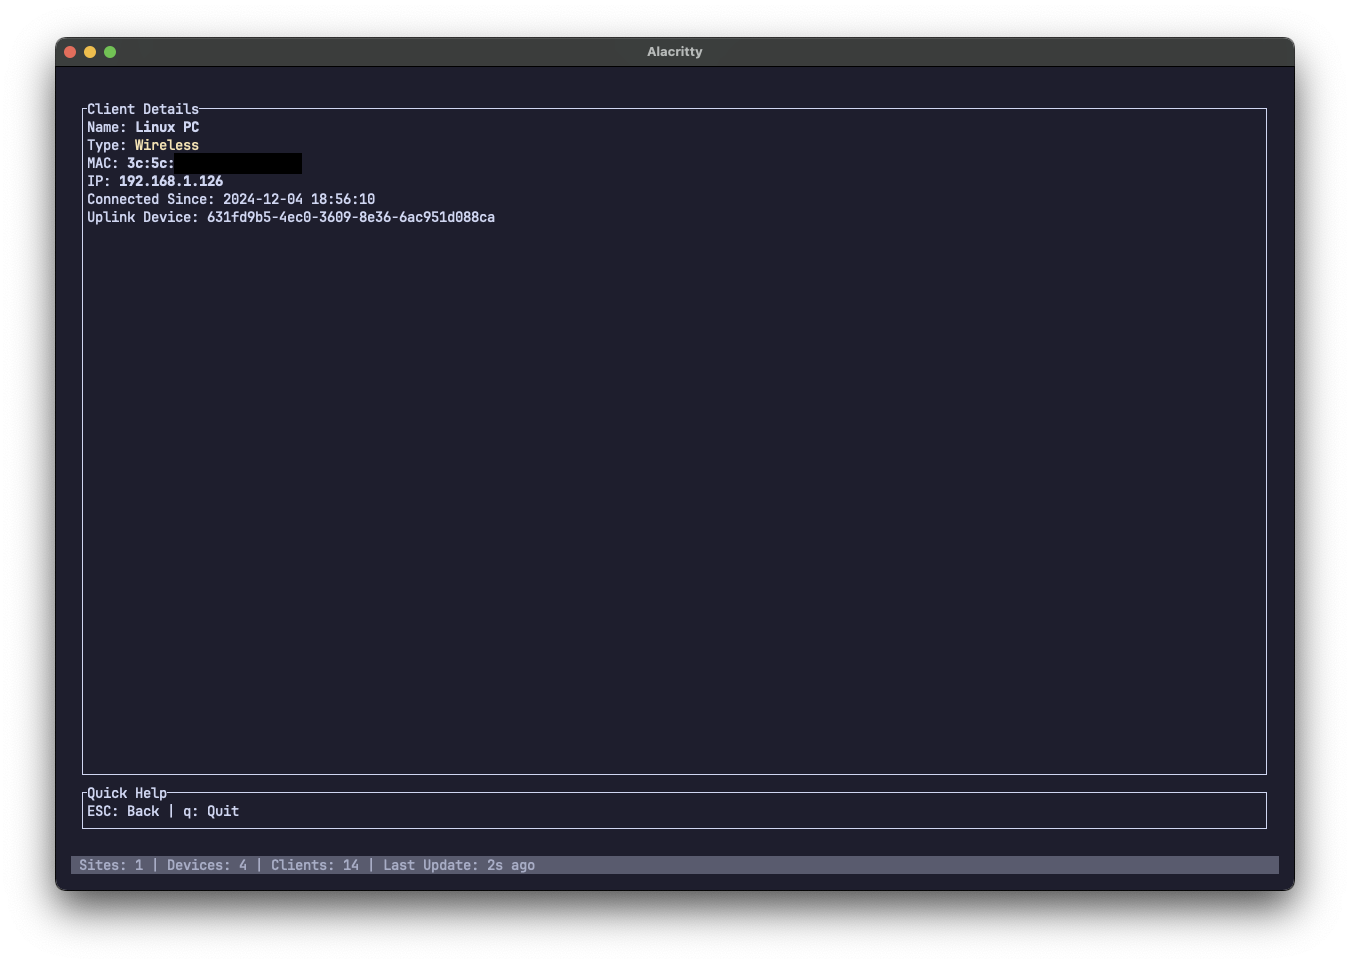 Alacritty
Client Details
Name: Linux PC
Type: Wireless
MAC: 3c:5c:
IP: 192.168.1.126
Connected Since: 2024-12-04 18:56:10
Uplink Device: 631fd9b5-4ec0-3609-8e36-6ac951d088ca
Quick Help
ESC: Back | q: Quit
Sites: 1 | Devices: 4 | Clients: 14 | Last Update: 2s ago